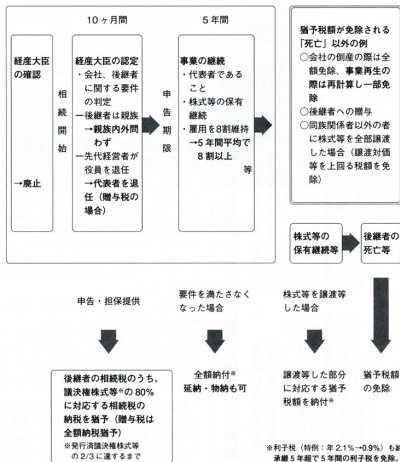 10ヶ月間
5年間
経産大臣
の確認
→廃止
相続開始
経産大臣の認定
・会社、後継者
に関する要件
の判定
―後継者は親族
→親族内外問
わず
―先代経営者が
役員を退任
→代表者を退
任（贈与税の
場合）
申告期限
事業の継続
・代表者である
こと
・株式等の保有
継続
・雇用を8割維持
→5年間平均で
8割以上
等
猶予税額が免除される
「死亡」以外の例
○会社の倒産の際は全
額免除、事業再生の
際は再計算し一部免
除
○後継者への贈与
○同族関係者以外の者
に株式等を全部譲渡
した場合（譲渡対価
等を上回る税額を免
除）
株式等の
保有継続等
後継者の
死亡等
申告・担保提供
要件を満たさなく
なった場合
株式等を譲渡等
した場合
後継者の相続税のうち、
議決権株式等※の80%
に対応する相続税の
納税を猶予（贈与税は
全額納税猶予）
※発行済議決権株式等
の2/3に達するまで
全額納付※
延納・物納も可
譲渡等した部分
に対応する猶予
税額を納付※
猶予税額
の免除
※利子税（特例：年2.1%→0.9%）も納
承継5年超で5年間の利子税を免除。